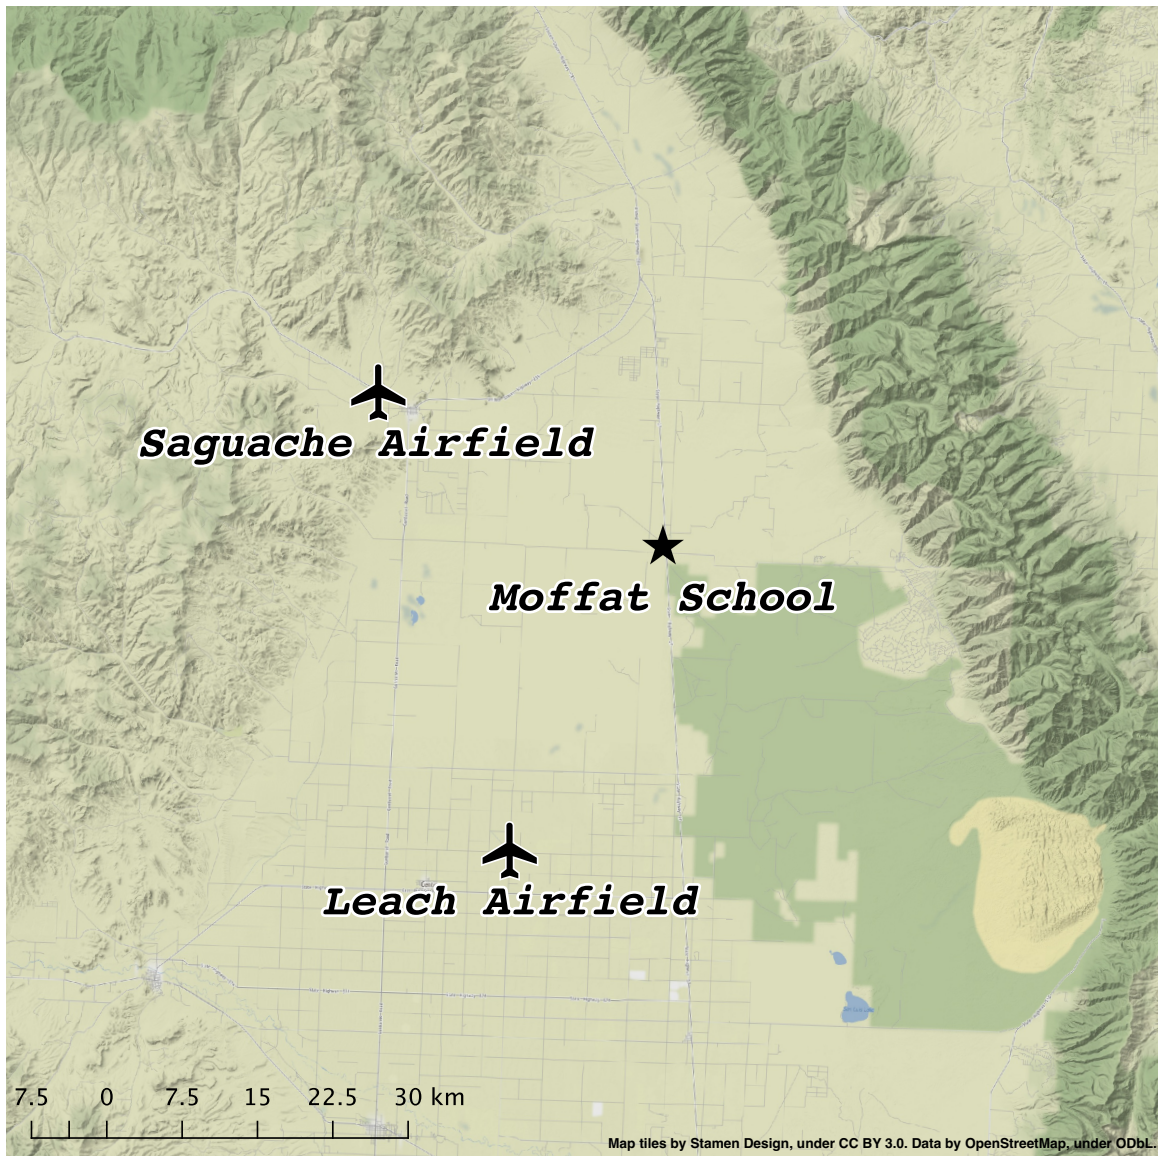 Saguache Airfield
Moffat School
Leach Airfield
7.5 0 7.5 15 22.5 30 km
Map tiles by Stamen Design, under CC BY 3.0. Data by OpenStreetMap, under ODbL.